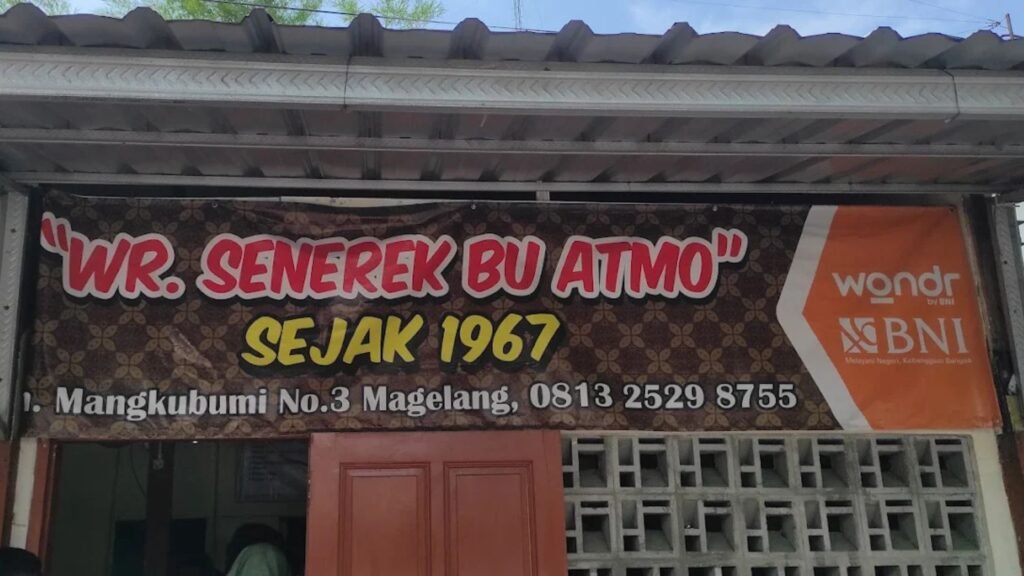 "WR. SENEREK BU ATMO"
SEJAK 1967
Mangkubumi No.3 Magelang, 0813 2529 8755
wondr
by BNI
BNI
Melayani Negeri, Kebanggaan Bangsa